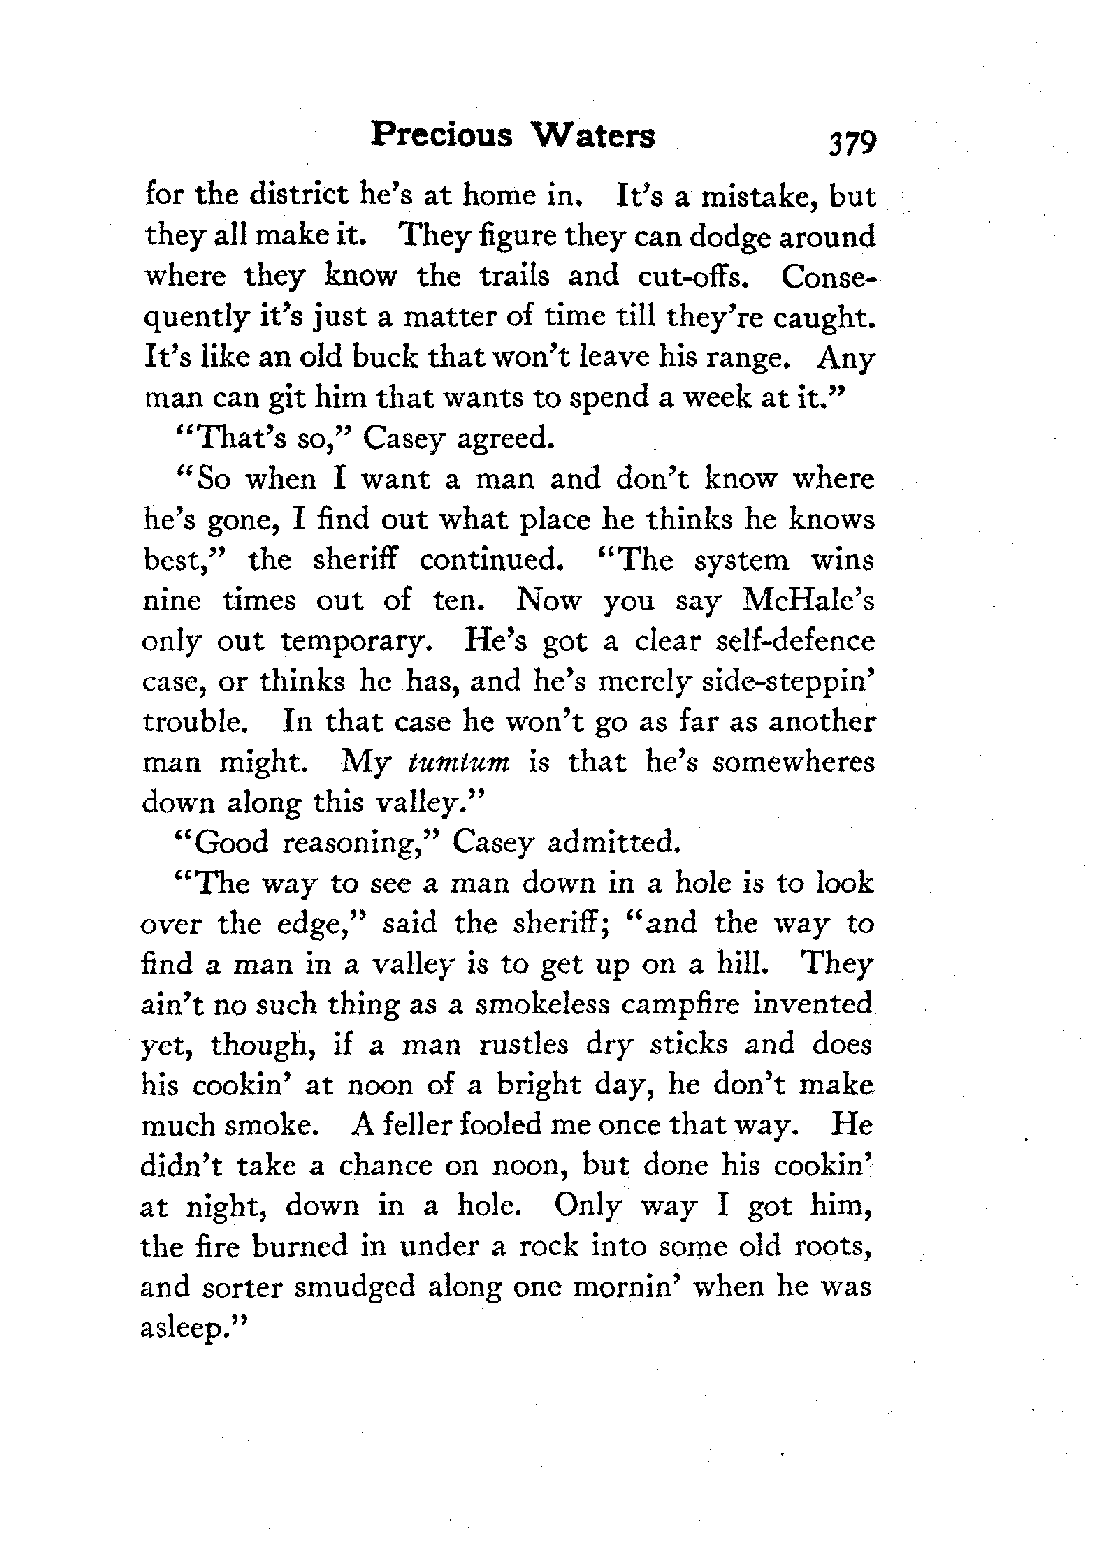 Precious Waters 379
for the district he's at home in. It's a mistake, but
they all make it. They figure they can dodge around
where they know the trails and cut-offs. Conse-
quently it's just a matter of time till they're caught.
It's like an old buck that won't leave his range. Any
man can git him that wants to spend a week at it."
"That's so," Casey agreed.
"So when I want a man and don't know where
he's gone, I find out what place he thinks he knows
best," the sheriff continued. "The system wins
nine times out of ten. Now you say McHale's
only out temporary. He's got a clear self-defence
case, or thinks he has, and he's merely side-steppin'
trouble. In that case he won't go as far as another
man might. My tumtum is that he's somewheres
down along this valley."
"Good reasoning," Casey admitted.
"The way to see a man down in a hole is to look
over the edge," said the sheriff; "and the way to
find a man in a valley is to get up on a hill. They
ain't no such thing as a smokeless campfire invented
yet, though, if a man rustles dry sticks and does
his cookin' at noon of a bright day, he don't make
much smoke. A feller fooled me once that way. He
didn't take a chance on noon, but done his cookin'
at night, down in a hole. Only way I got him,
the fire burned in under a rock into some old roots,
and sorter smudged along one mornin' when he was
asleep."